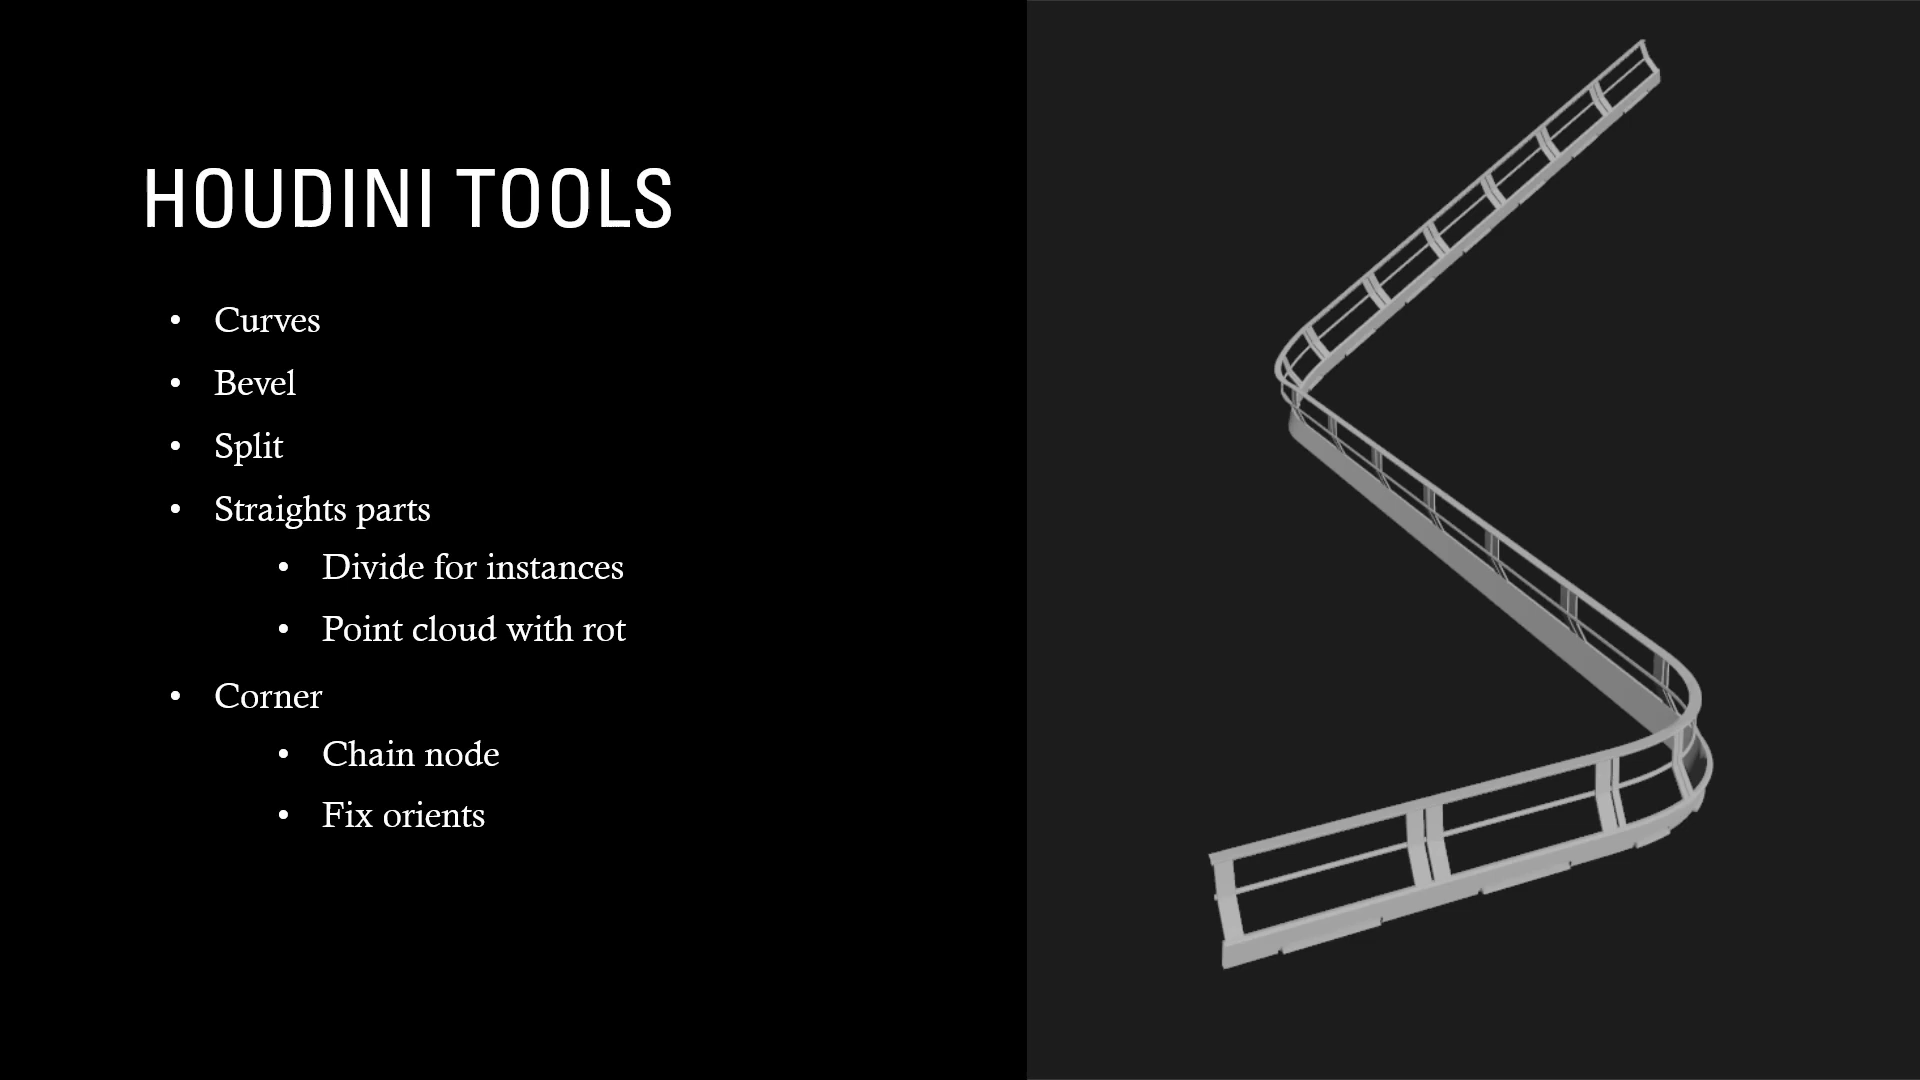 HOUDINI TOOLS
• Curves
• Bevel
• Split
• Straights parts
• Divide for instances
• Point cloud with rot
• Corner
• Chain node
• Fix orients